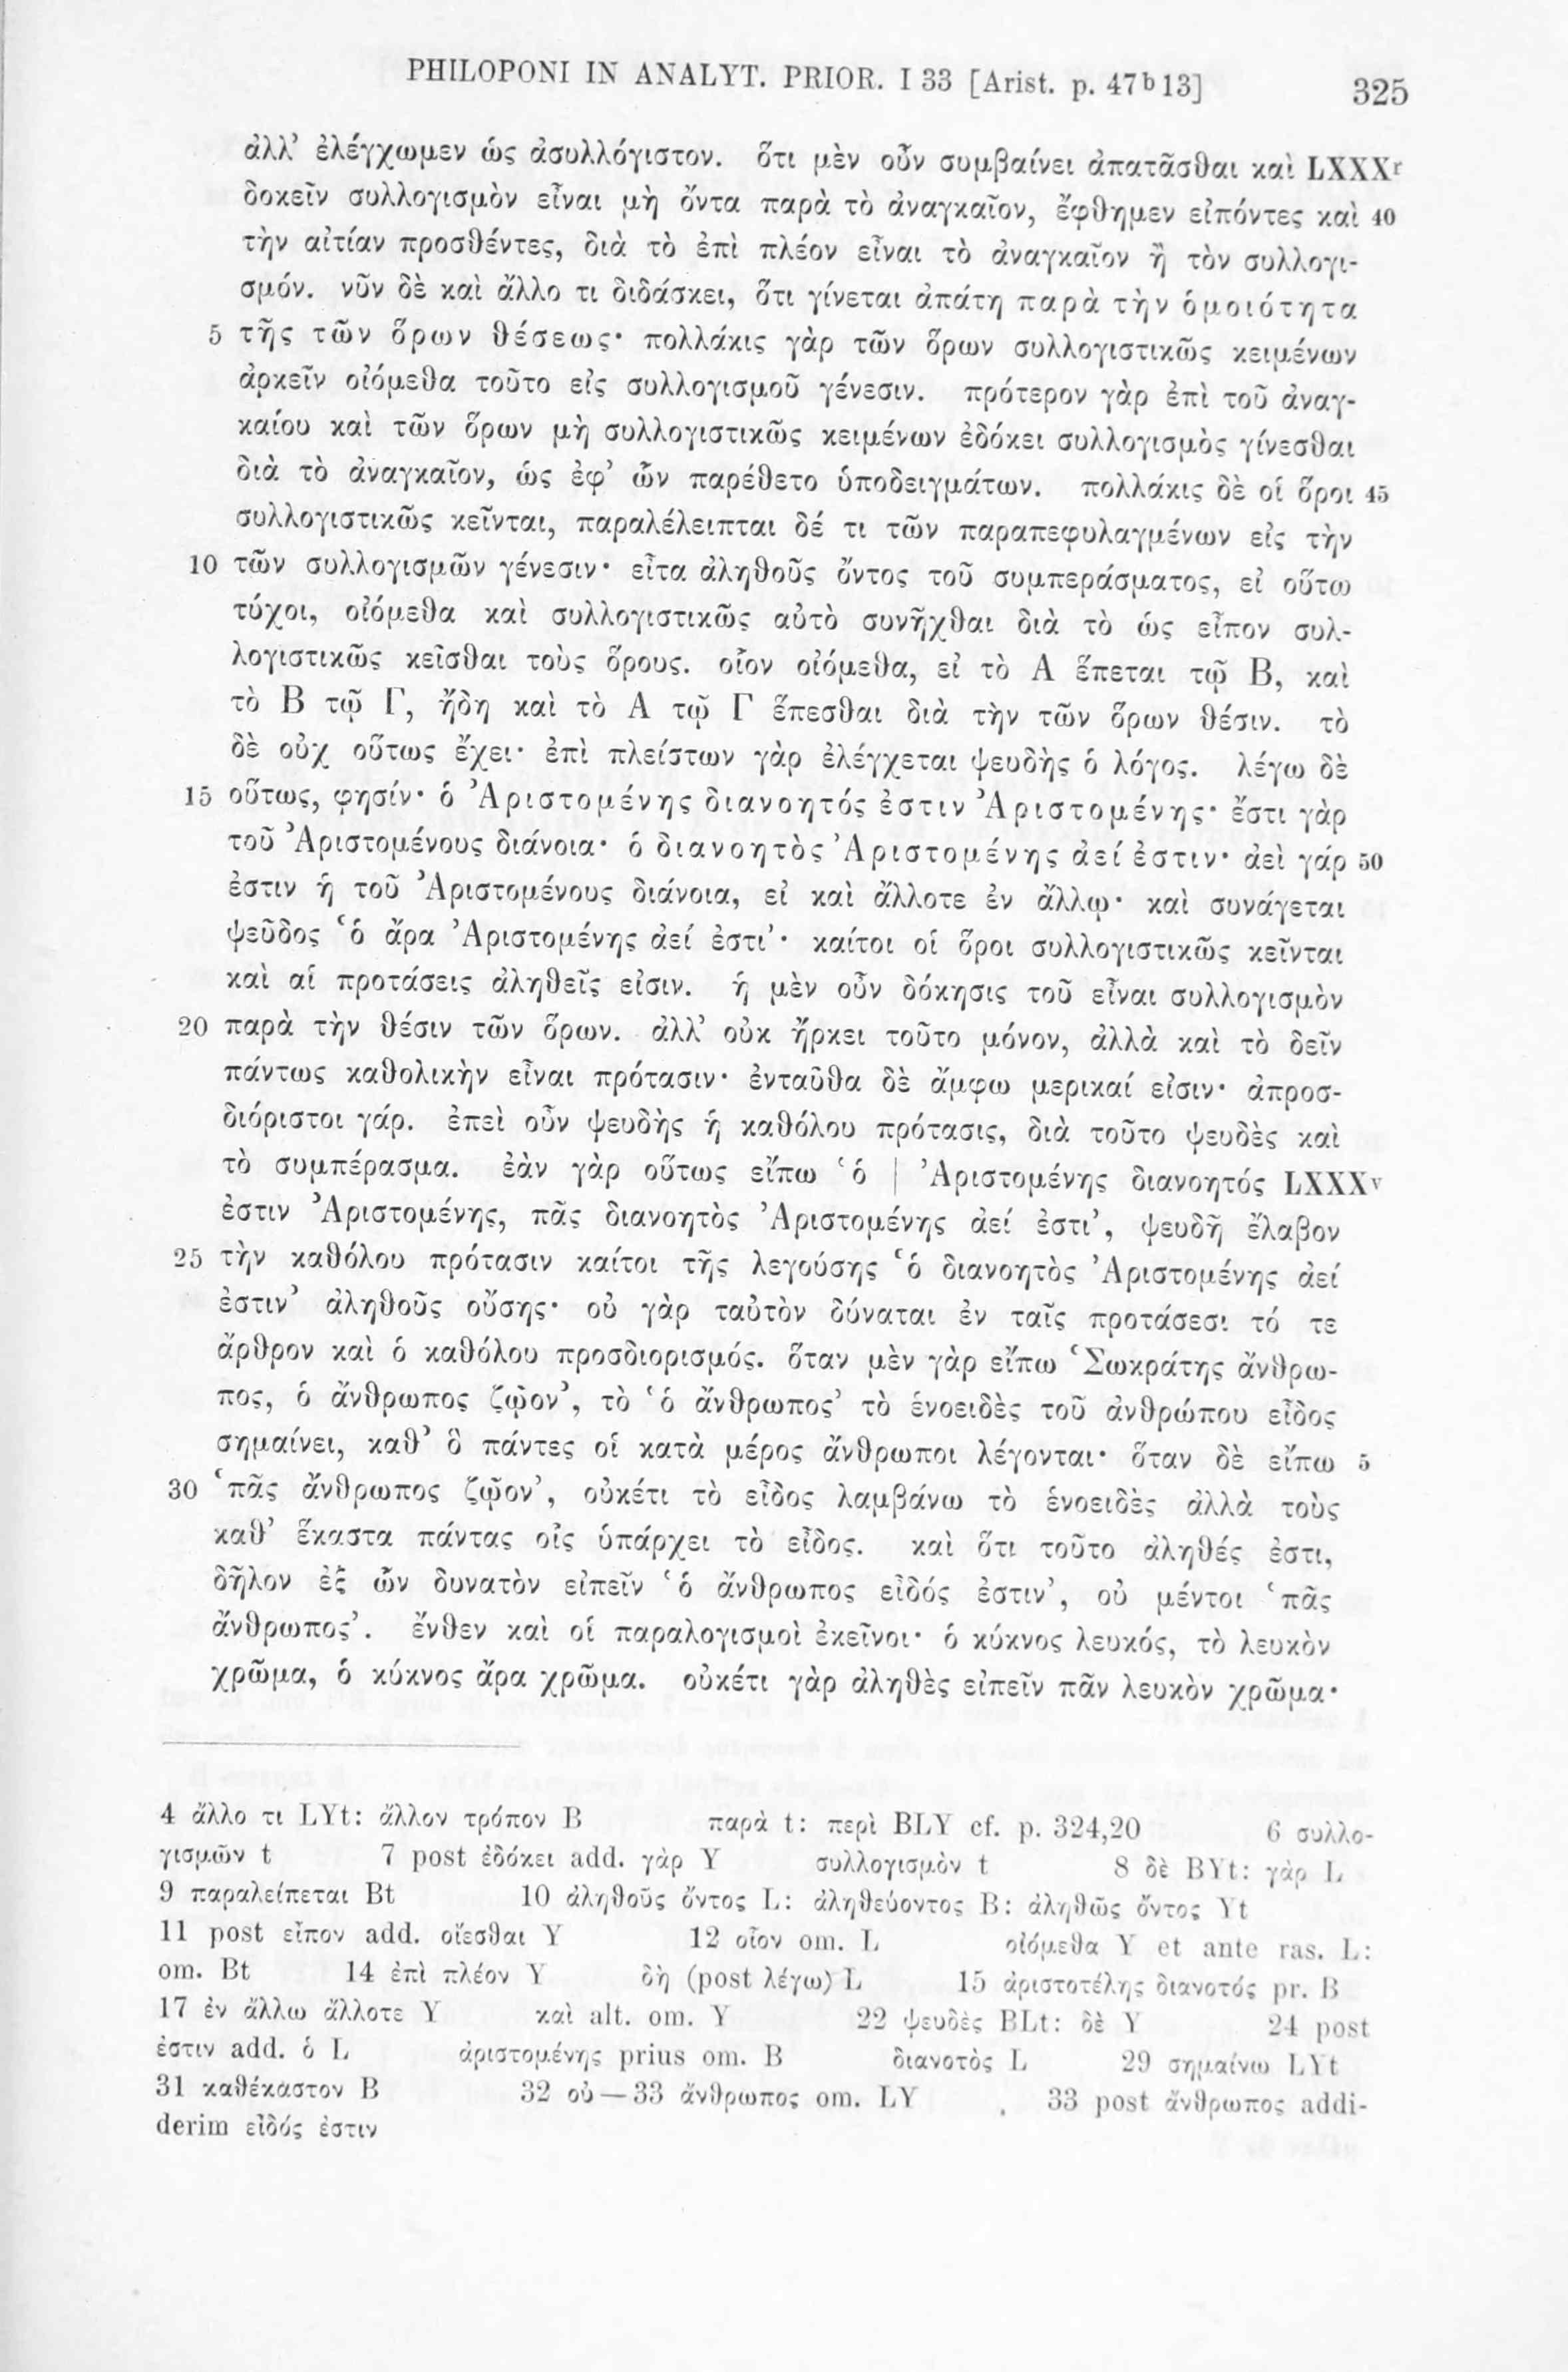 PHILOPONI IN ANALYT. PRIOR. I 33 [Arist. p. 47b13] 325
ἀλλ’ ἐλέγχωμεν ὡς ἀσυλλόγιστον. ὅτι μὲν οὖν συμβαίνει ἀπατᾶσθαι καὶ LXXXr
δοκεῖν συλλογισμὸν εἶναι μὴ ὄντα παρὰ τὸ ἀναγκαῖον, ἔφθημεν εἰπόντες καὶ 40
τὴν αἰτίαν προσθέντες, διὰ τὸ ἐπὶ πλέον εἶναι τὸ ἀναγκαῖον ἢ τὸν συλλογι-
σμόν. νῦν δὲ καὶ ἄλλο τι διδάσκει, ὅτι γίνεται ἀπάτη παρὰ τὴν ὁμοιότητα
5 τῆς τῶν ὅρων θέσεως· πολλάκις γὰρ τῶν ὅρων συλλογιστικῶς κειμένων
ἀρκεῖν οἰόμεθα τοῦτο εἰς συλλογισμοῦ γένεσιν. πρότερον γὰρ ἐπὶ τοῦ ἀναγ-
καίου καὶ τῶν ὅρων μὴ συλλογιστικῶς κειμένων ἐδόκει συλλογισμὸς γίνεσθαι
διὰ τὸ ἀναγκαῖον, ὡς ἐφ’ ὧν παρέθετο ὑποδειγμάτων. πολλάκις δὲ οἱ ὅροι 45
συλλογιστικῶς κεῖνται, παραλέλειπται δέ τι τῶν παραπεφυλαγμένων εἰς τὴν
10 τῶν συλλογισμῶν γένεσιν· εἶτα ἀληθοῦς ὄντος τοῦ συμπεράσματος, εἰ οὕτω
τύχοι, οἰόμεθα καὶ συλλογιστικῶς αὐτὸ συνῆχθαι διὰ τὸ ὡς εἶπον συλ-
λογιστικῶς κεῖσθαι τοὺς ὅρους. οἷον οἰόμεθα, εἰ τὸ Α ἕπεται τῷ Β, καὶ
τὸ Β τῷ Γ, ἤδη καὶ τὸ Α τῷ Γ ἕπεσθαι διὰ τὴν τῶν ὅρων θέσιν. τὸ
δὲ οὐχ οὕτως ἔχει· ἐπὶ πλείστων γὰρ ἐλέγχεται ψευδὴς ὁ λόγος. λέγω δὲ
15 οὕτως, φησίν· ὁ Ἀριστομένης διανοητός ἐστιν Ἀριστομένης· ἔστι γὰρ
τοῦ Ἀριστομένους διάνοια· ὁ διανοητὸς Ἀριστομένης ἀεί ἐστιν· ἀεὶ γάρ 50
ἐστιν ἡ τοῦ Ἀριστομένους διάνοια, εἰ καὶ ἄλλοτε ἐν ἄλλῳ· καὶ συνάγεται
ψεῦδος ‘ὁ ἄρα Ἀριστομένης ἀεί ἐστι’· καίτοι οἱ ὅροι συλλογιστικῶς κεῖνται
καὶ αἱ προτάσεις ἀληθεῖς εἰσιν. ἡ μὲν οὖν δόκησις τοῦ εἶναι συλλογισμὸν
20 παρὰ τὴν θέσιν τῶν ὅρων. ἀλλ’ οὐκ ἤρκει τοῦτο μόνον, ἀλλὰ καὶ τὸ δεῖν
πάντως καθολικὴν εἶναι πρότασιν· ἐνταῦθα δὲ ἄμφω μερικαί εἰσιν· ἀπροσ-
διόριστοι γάρ. ἐπεὶ οὖν ψευδὴς ἡ καθόλου πρότασις, διὰ τοῦτο ψευδὲς καὶ
τὸ συμπέρασμα. ἐὰν γὰρ οὕτως εἴπω ‘ὁ | Ἀριστομένης διανοητός LXXXv
ἐστιν Ἀριστομένης, πᾶς διανοητὸς Ἀριστομένης ἀεί ἐστι’, ψευδῆ ἔλαβον
25 τὴν καθόλου πρότασιν καίτοι τῆς λεγούσης ‘ὁ διανοητὸς Ἀριστομένης ἀεί
ἐστιν’ ἀληθοῦς οὔσης· οὐ γὰρ ταὐτὸν δύναται ἐν ταῖς προτάσεσι τό τε
ἄρθρον καὶ ὁ καθόλου προσδιορισμός. ὅταν μὲν γὰρ εἴπω ‘Σωκράτης ἄνθρω-
πος, ὁ ἄνθρωπος ζῷον’, τὸ ‘ὁ ἄνθρωπος’ τὸ ἑνοειδὲς τοῦ ἀνθρώπου εἶδος
σημαίνει, καθ’ ὃ πάντες οἱ κατὰ μέρος ἄνθρωποι λέγονται· ὅταν δὲ εἴπω 5
30 ‘πᾶς ἄνθρωπος ζῷον’, οὐκέτι τὸ εἶδος λαμβάνω τὸ ἑνοειδὲς ἀλλὰ τοὺς
καθ’ ἕκαστα πάντας οἷς ὑπάρχει τὸ εἶδος. καὶ ὅτι τοῦτο ἀληθές ἐστι,
δῆλον ἐξ ὧν δυνατὸν εἰπεῖν ‘ὁ ἄνθρωπος εἶδός ἐστιν’, οὐ μέντοι ‘πᾶς
ἄνθρωπος’. ἔνθεν καὶ οἱ παραλογισμοὶ ἐκεῖνοι· ὁ κύκνος λευκός, τὸ λευκὸν
χρῶμα, ὁ κύκνος ἄρα χρῶμα. οὐκέτι γὰρ ἀληθὲς εἰπεῖν πᾶν λευκὸν χρῶμα·
4 ἄλλο τι LYt: ἄλλον τρόπον B παρὰ t: περὶ BLY cf. p. 324,20 6 συλλο-
γισμῶν t 7 post ἐδόκει add. γὰρ Y συλλογισμὸν t 8 δὲ BYt: γὰρ L
9 παραλείπεται Bt 10 ἀληθοῦς ὄντος L: ἀληθεύοντος B: ἀληθῶς ὄντος Yt
11 post εἶπον add. οἴεσθαι Y 12 οἷον om. L οἰόμεθα Y et ante ras. L:
om. Bt 14 ἐπὶ πλέον Y δὴ (post λέγω) L 15 ἀριστοτέλης διανοτός pr. B
17 ἐν ἄλλω ἄλλοτε Y καὶ alt. om. Y 22 ψευδὲς BLt: δὲ Y 24 post
ἐστιν add. ὁ L ἀριστομένης prius om. B διανοτὸς L 29 σημαίνω LYt
31 καθέκαστον B 32 οὐ—33 ἄνθρωπος om. LY 33 post ἄνθρωπος addi-
derim εἶδός ἐστιν